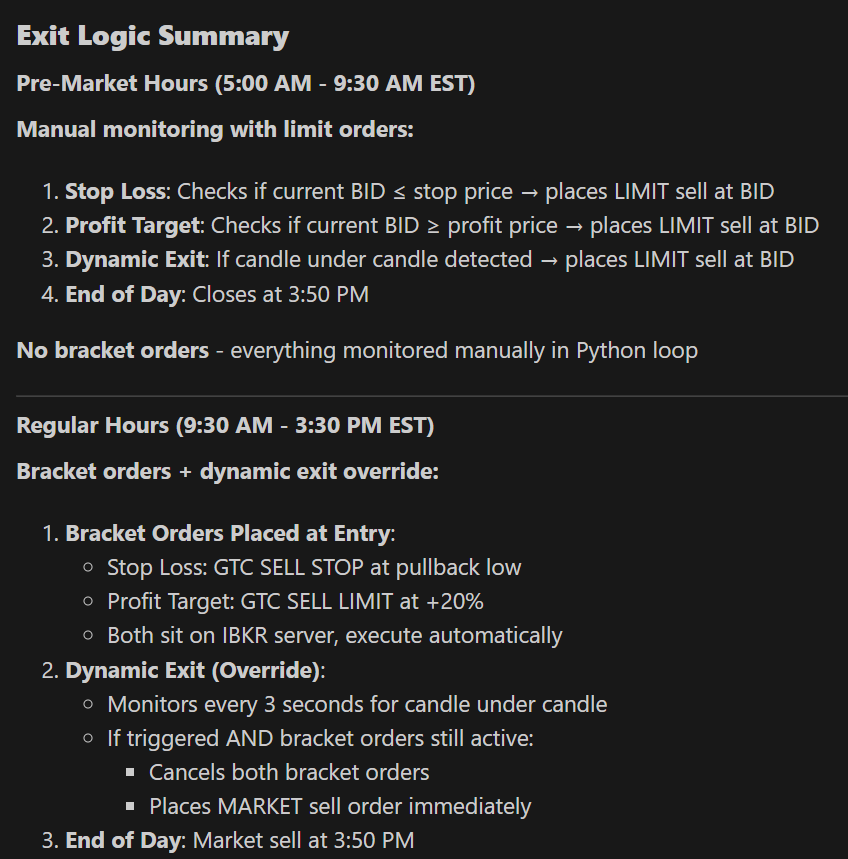 Exit Logic Summary
Pre-Market Hours (5:00 AM - 9:30 AM EST)
Manual monitoring with limit orders:
1. Stop Loss: Checks if current BID ≤ stop price → places LIMIT sell at BID
2. Profit Target: Checks if current BID ≥ profit price → places LIMIT sell at BID
3. Dynamic Exit: If candle under candle detected → places LIMIT sell at BID
4. End of Day: Closes at 3:50 PM
No bracket orders - everything monitored manually in Python loop
Regular Hours (9:30 AM - 3:30 PM EST)
Bracket orders + dynamic exit override:
1. Bracket Orders Placed at Entry:
○ Stop Loss: GTC SELL STOP at pullback low
○ Profit Target: GTC SELL LIMIT at +20%
○ Both sit on IBKR server, execute automatically
2. Dynamic Exit (Override):
○ Monitors every 3 seconds for candle under candle
○ If triggered AND bracket orders still active:
▪ Cancels both bracket orders
▪ Places MARKET sell order immediately
3. End of Day: Market sell at 3:50 PM